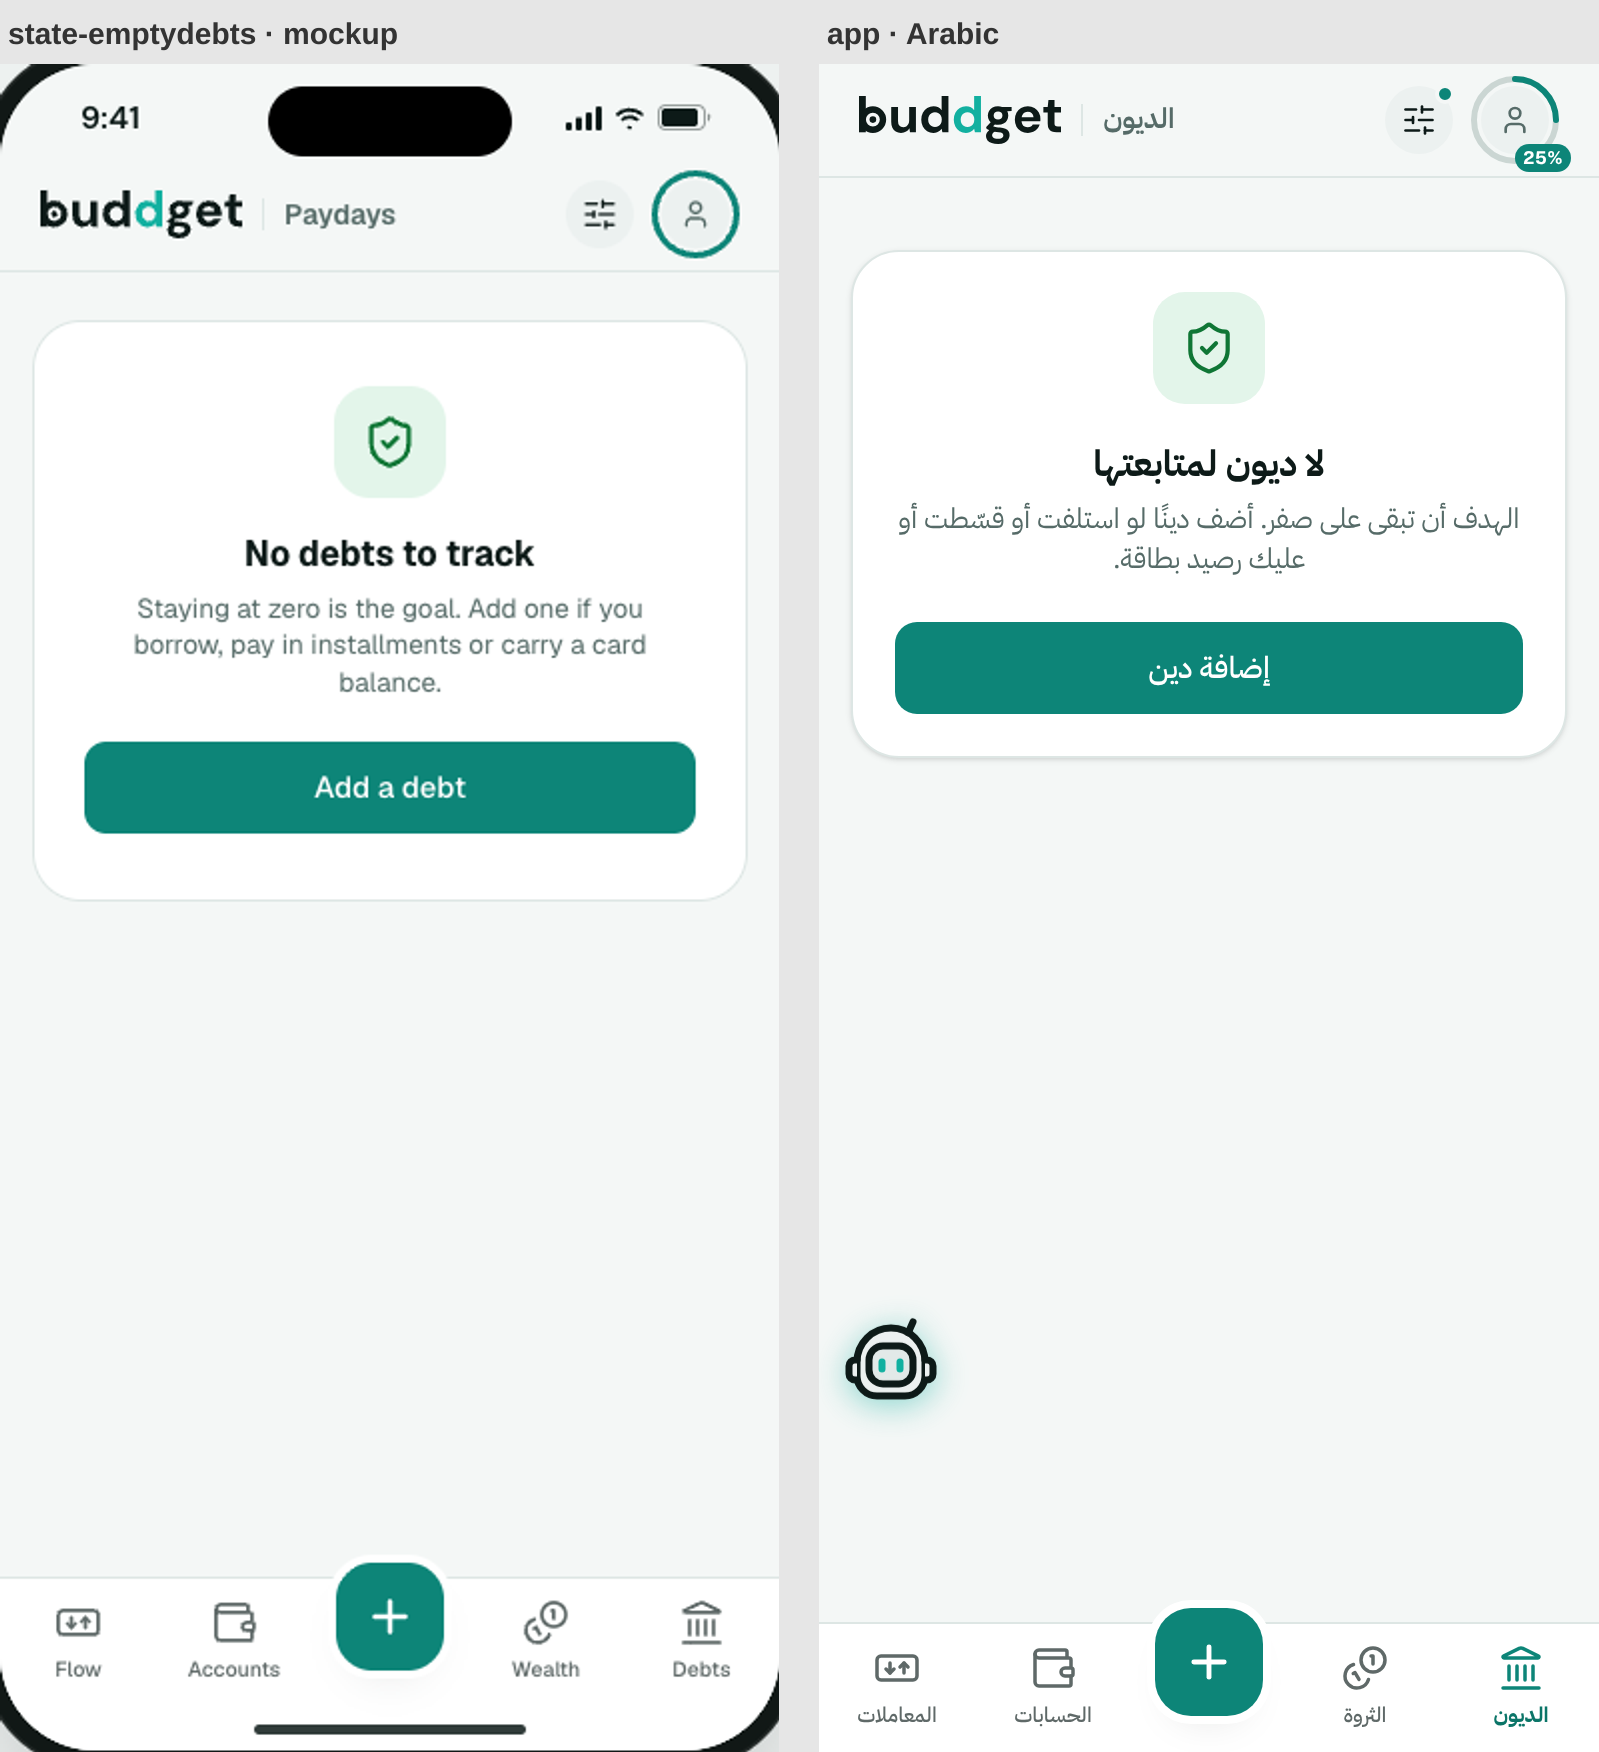 state-emptydebts · mockup
9:41
buddget
Paydays
No debts to track
Staying at zero is the goal. Add one if you
borrow, pay in installments or carry a card
balance.
Add a debt
Flow
Accounts
Wealth
Debts
app · Arabic
buddget
الديون
25%
لا ديون لمتابعتها
الهدف أن تبقى على صفر. أضف دينًا لو استلفت أو قسّطت أو
عليك رصيد بطاقة.
إضافة دين
المعاملات
الحسابات
الثروة
الديون